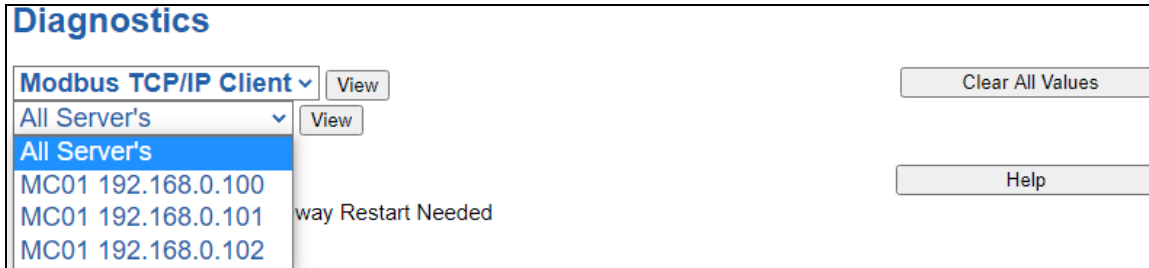 Diagnostics
Modbus TCP/IP Client View
Clear All Values
All Server's View
All Server's
Help
MC01 192.168.0.100
MC01 192.168.0.101 way Restart Needed
MC01 192.168.0.102